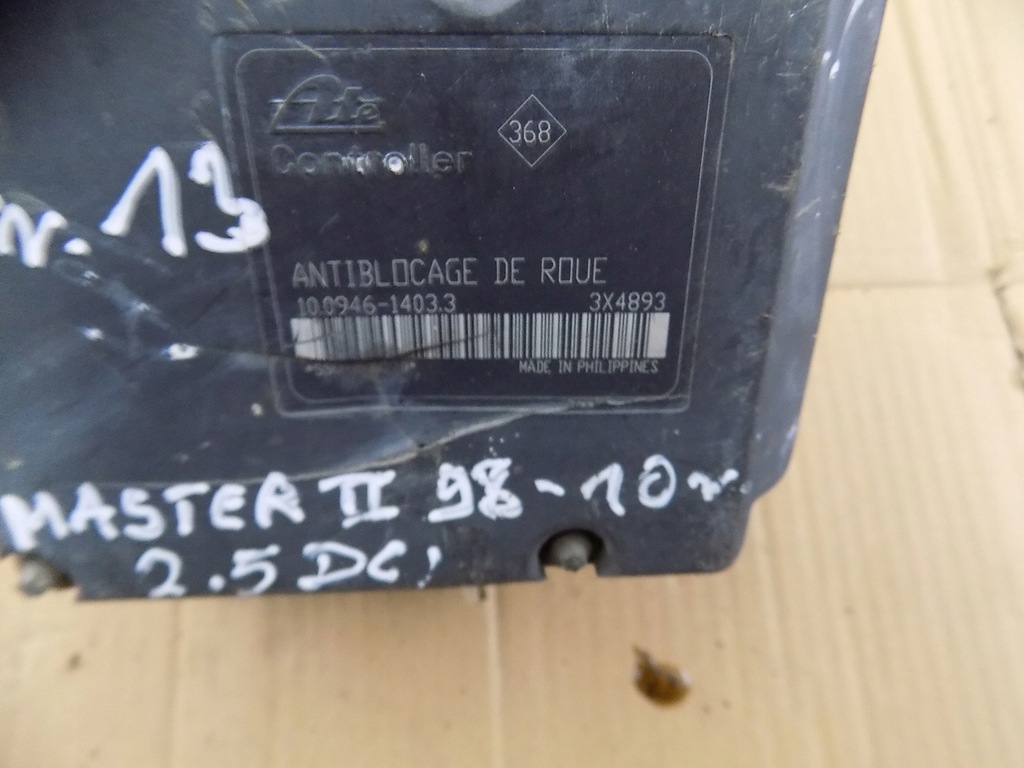 Ate
368
Controller
13
ANTIBLOCAGE DE ROUE
10.0946-1403.3 3X4893
MADE IN PHILIPPINES
MASTER II 98-10r.
2.5 DCi